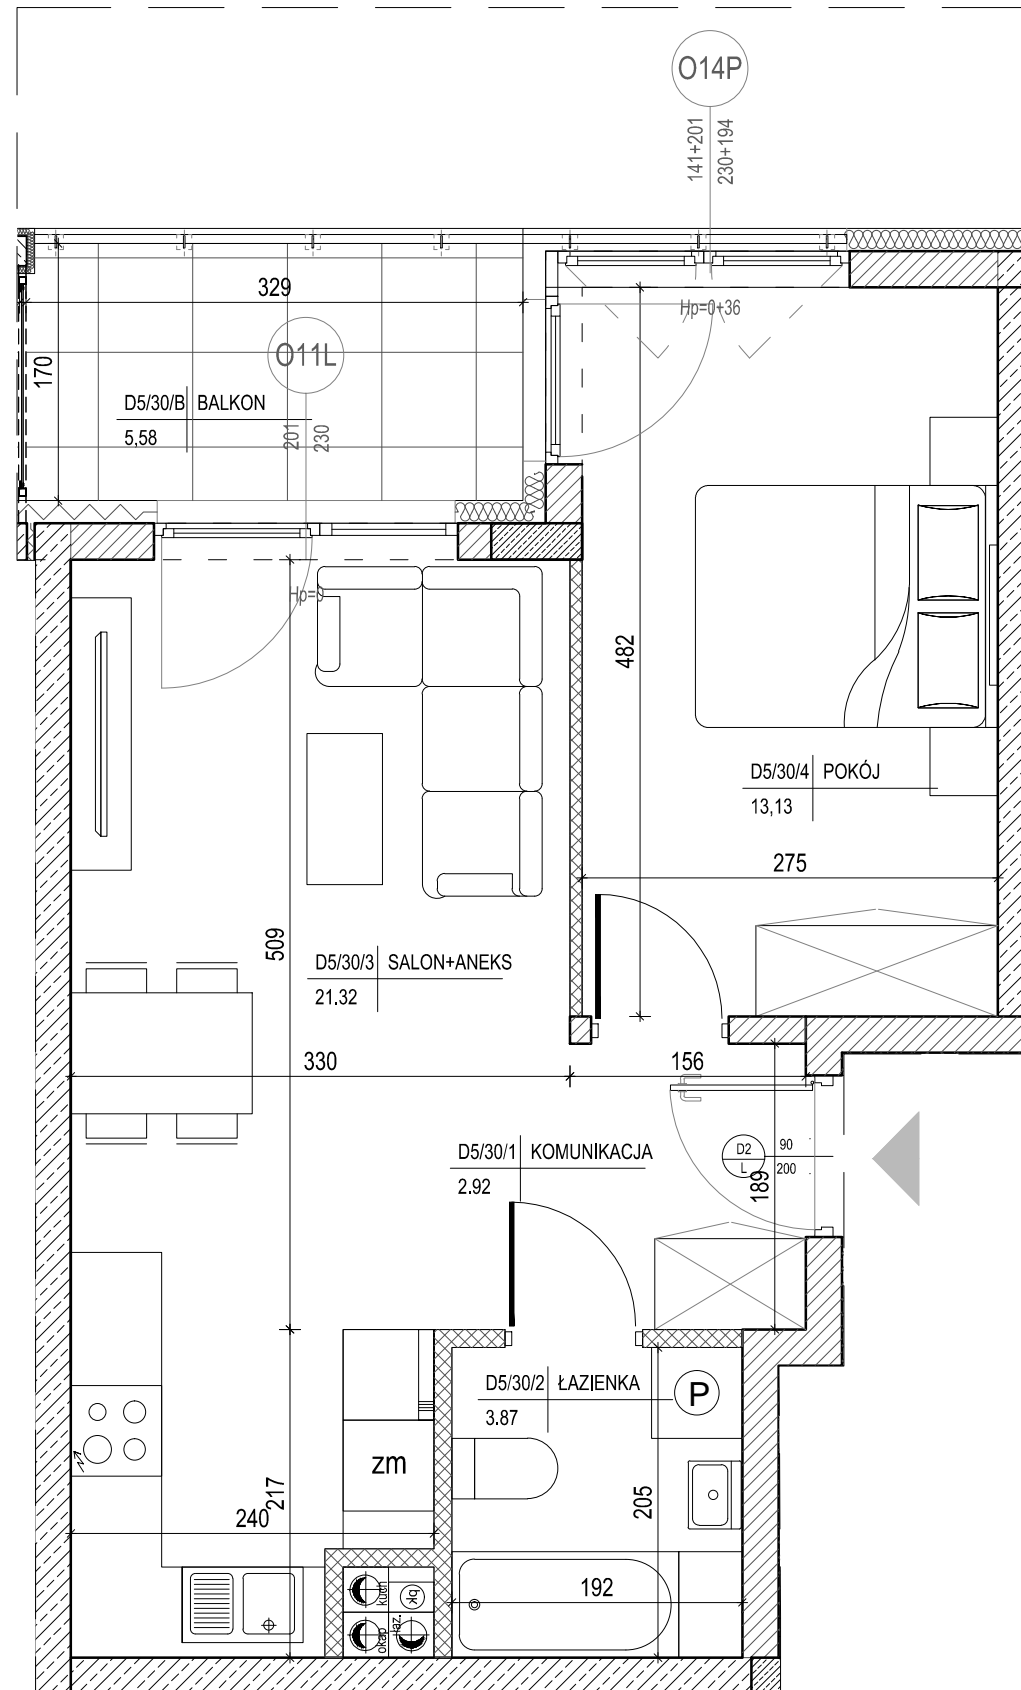 O14P
141+201
230+194
329
Hp=0+36
O11L
170
D5/30/B BALKON
5,58
201
230
Hp=0
482
D5/30/4 POKÓJ
13,13
275
509
D5/30/3 SALON+ANEKS
21.32
330
156
D5/30/1 KOMUNIKACJA
2.92
D2
L
90
200
189
D5/30/2 ŁAZIENKA
3.87
P
zm
217
205
240
192
kuch
bk
okap
łaz.